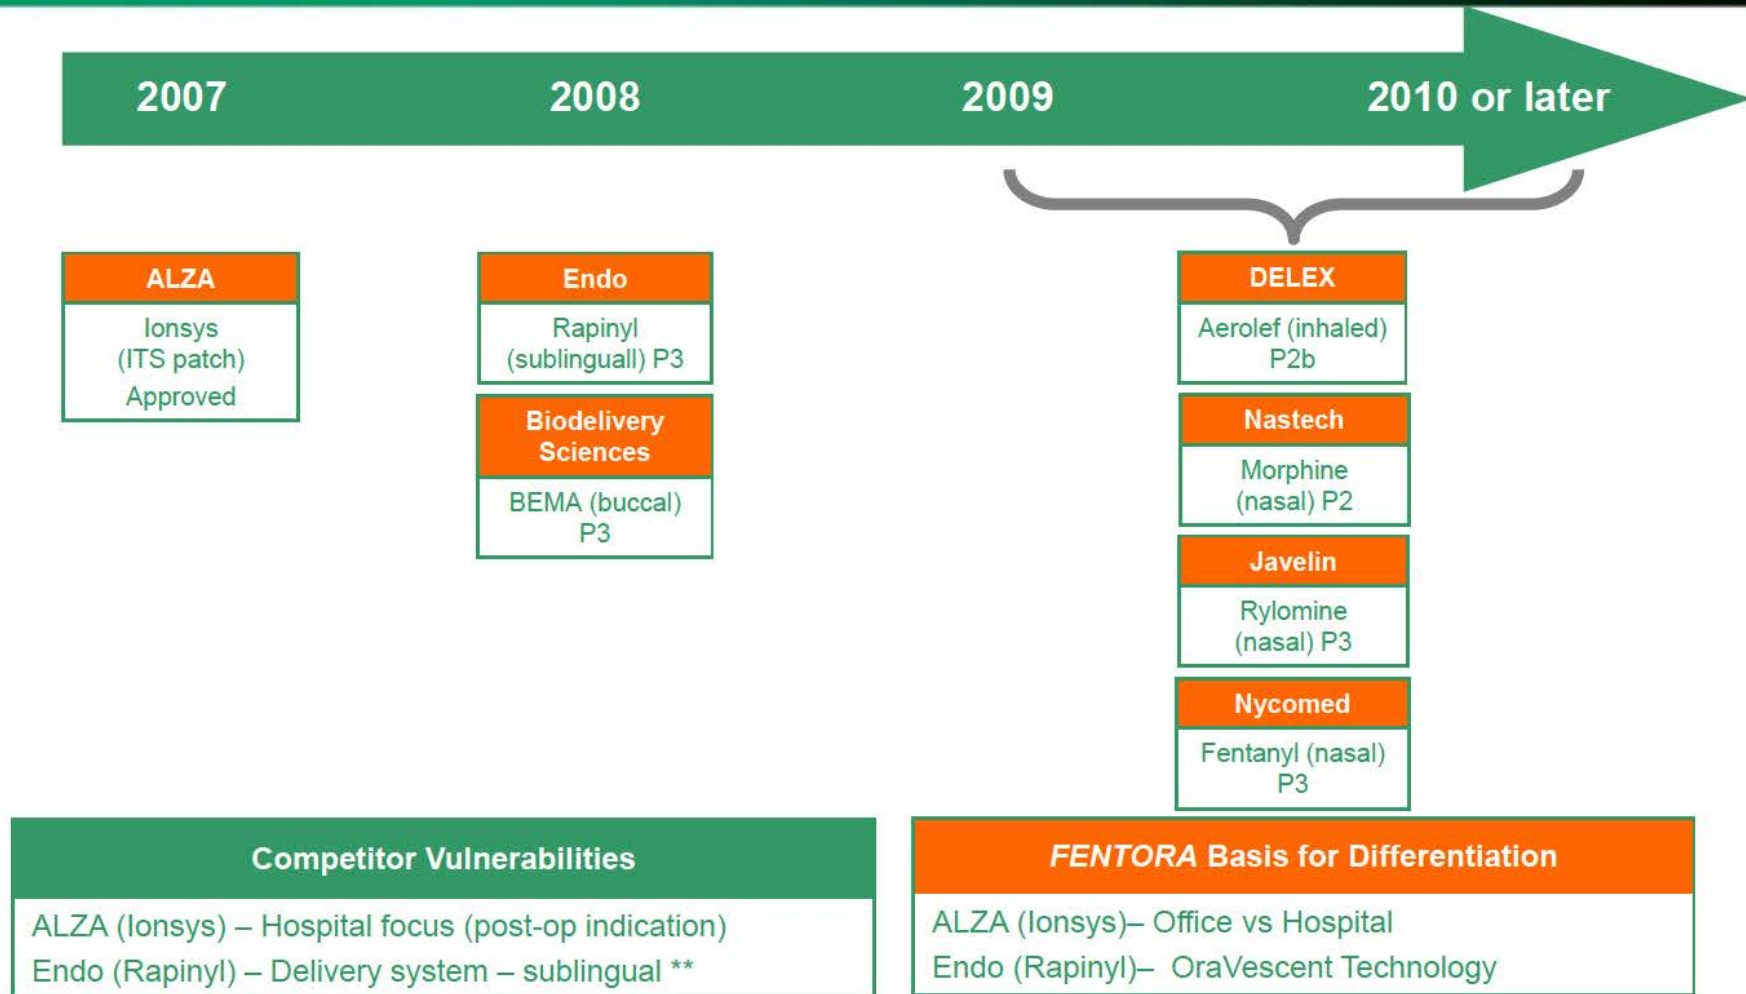 2007
2008
2009
2010 or later
ALZA
Ionsys
(ITS patch)
Approved
Endo
Rapinyl
(sublinguall) P3
Biodelivery
Sciences
BEMA (buccal)
P3
DELEX
Aerolef (inhaled)
P2b
Nastech
Morphine
(nasal) P2
Javelin
Rylomine
(nasal) P3
Nycomed
Fentanyl (nasal)
P3
Competitor Vulnerabilities
ALZA (Ionsys) – Hospital focus (post-op indication)
Endo (Rapinyl) – Delivery system – sublingual **
FENTORA Basis for Differentiation
ALZA (Ionsys)– Office vs Hospital
Endo (Rapinyl)– OraVescent Technology